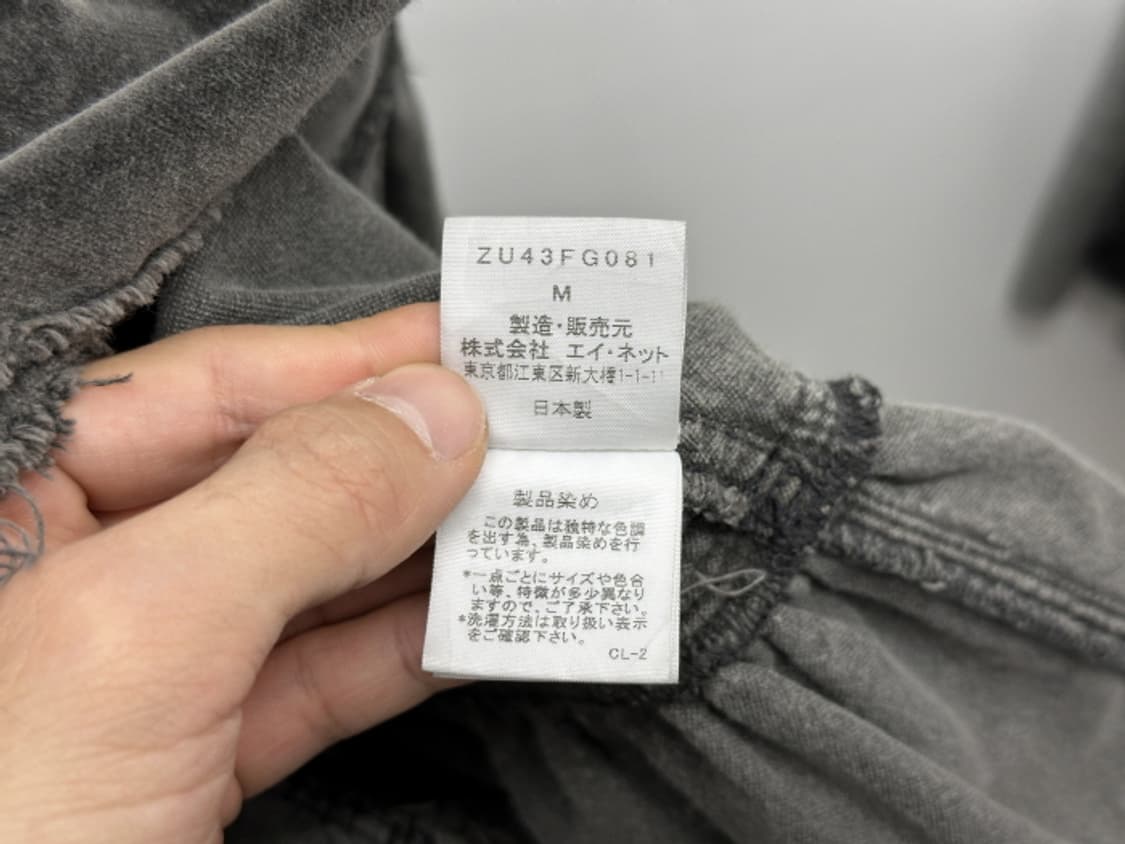 ZU43FG081
M
製造・販売元
株式会社 エイ・ネット
東京都江東区新大橋1-1-11
日本製
製品染め
この製品は独特な色調
を出す為、製品染めを行
っています。
*一点ごとにサイズや色合
い等、特徴が多少異なり
ますので、ご了承下さい。
*洗濯方法は取り扱い表示
をご確認下さい。
CL-2